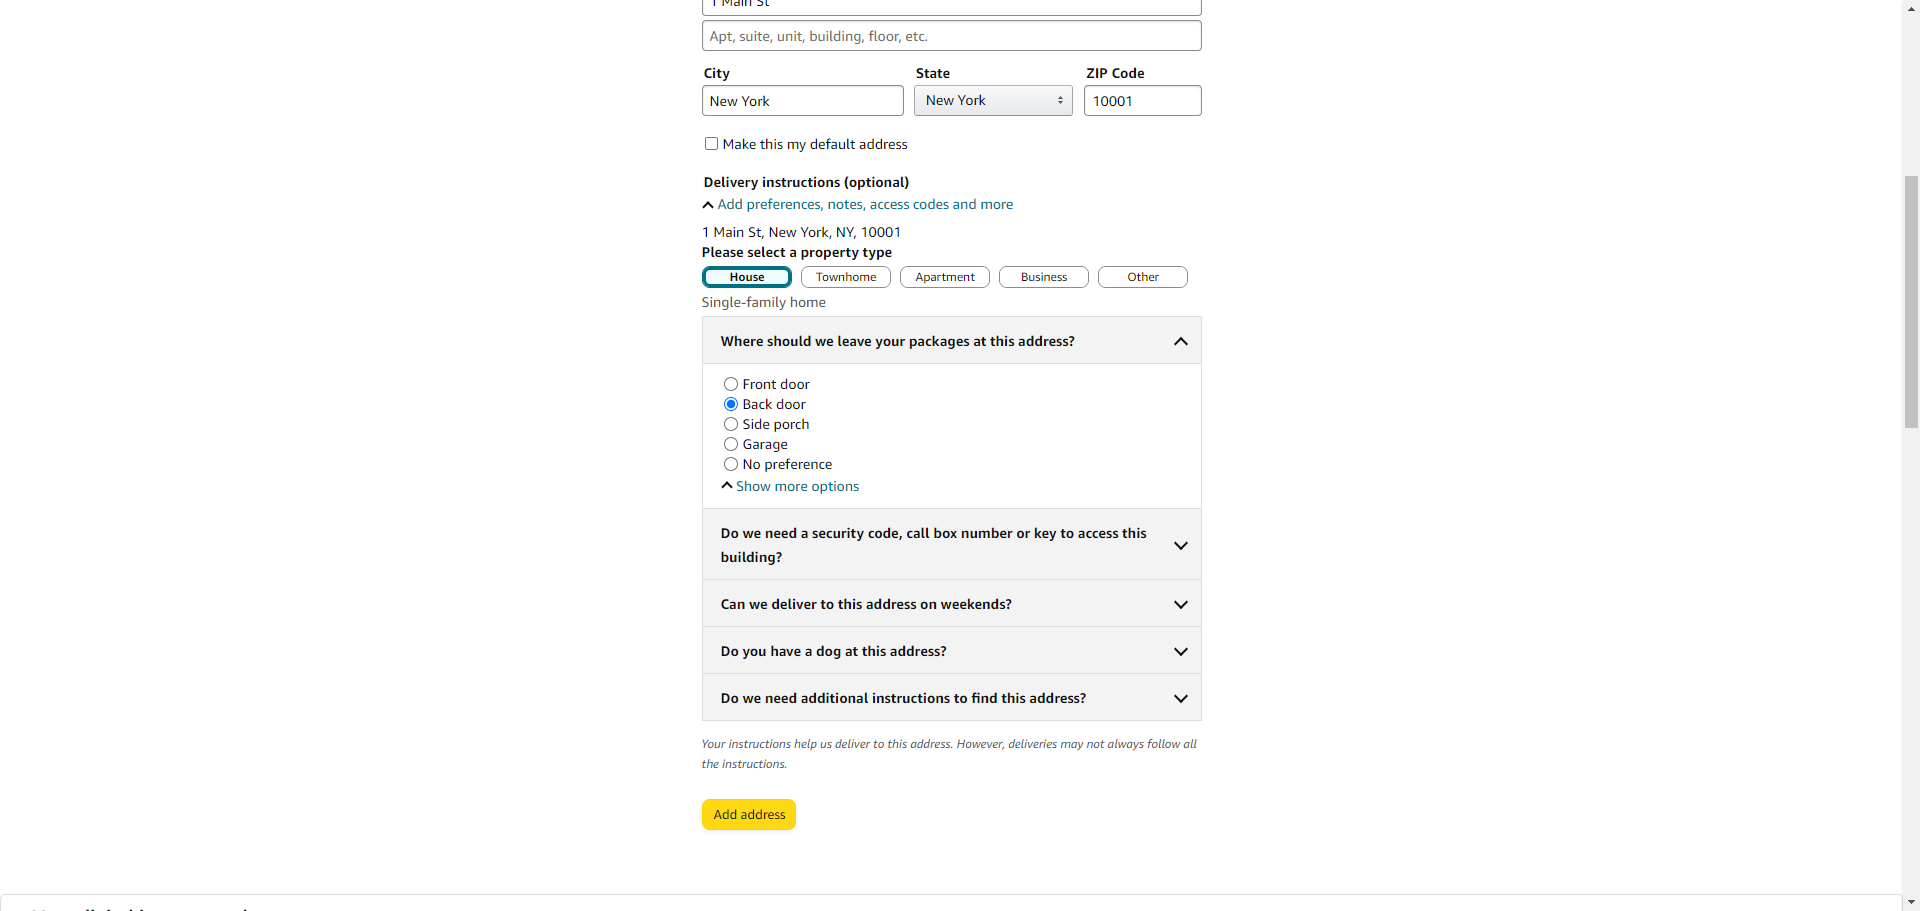 1 Main St
Apt, suite, unit, building, floor, etc.
City State ZIP Code
New York New York 10001
Make this my default address
Delivery instructions (optional)
Add preferences, notes, access codes and more
1 Main St, New York, NY, 10001
Please select a property type
House Townhome Apartment Business Other
Single-family home
Where should we leave your packages at this address?
Front door
Back door
Side porch
Garage
No preference
Show more options
Do we need a security code, call box number or key to access this
building?
Can we deliver to this address on weekends?
Do you have a dog at this address?
Do we need additional instructions to find this address?
Your instructions help us deliver to this address. However, deliveries may not always follow all
the instructions.
Add address